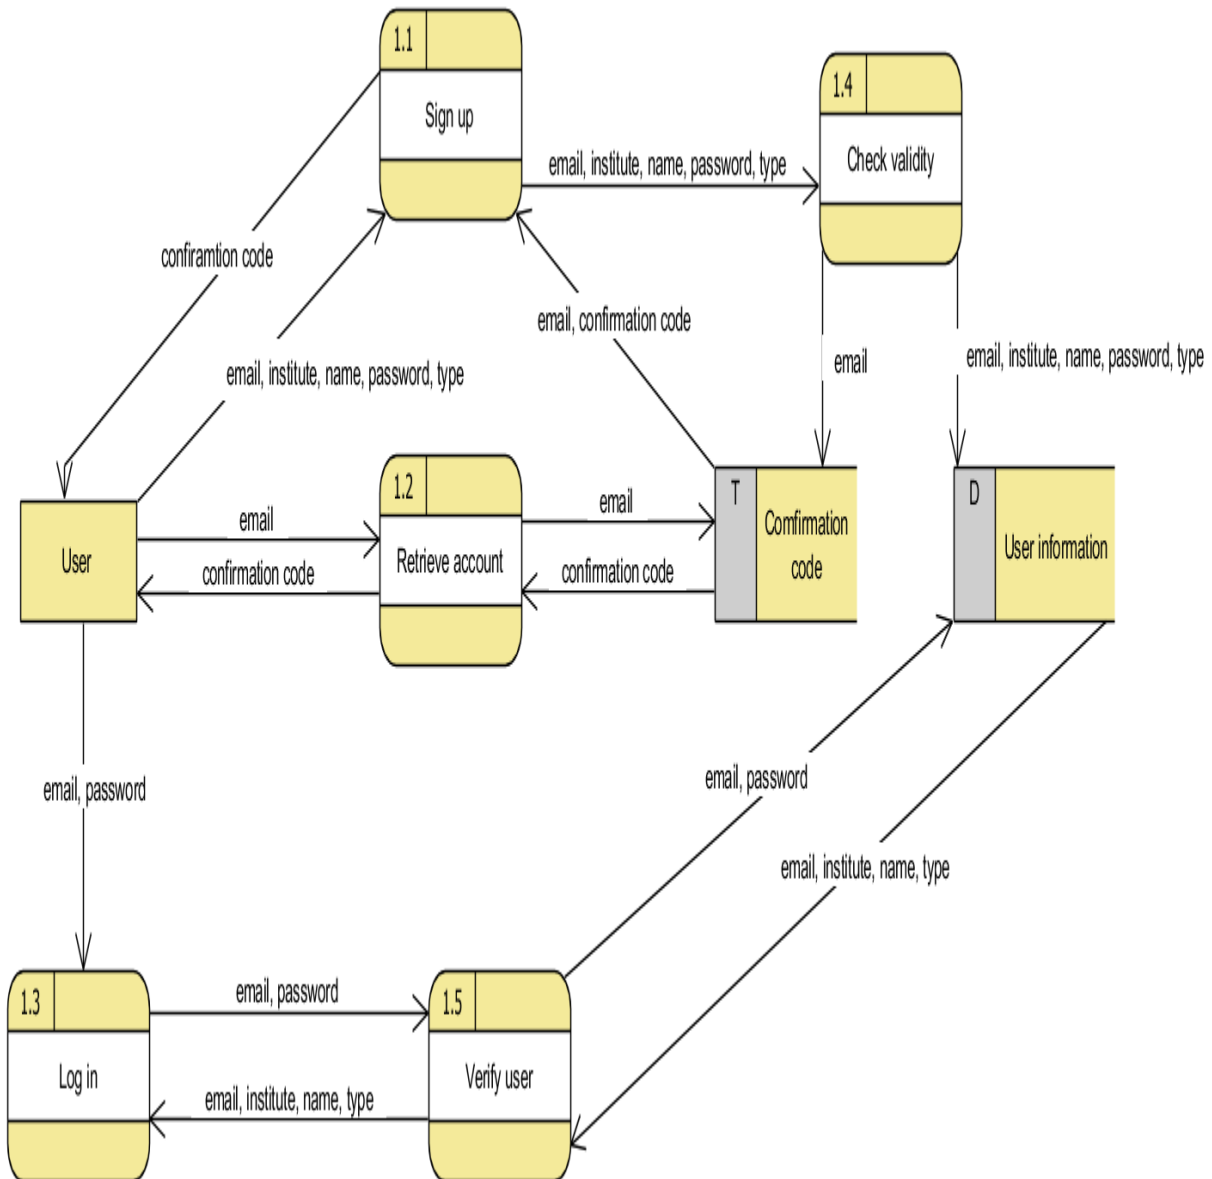 1.1
Sign up
1.4
Check validity
email, institute, name, password, type
confiramtion code
email, confirmation code
email, institute, name, password, type
email
email, institute, name, password, type
User
email
confirmation code
1.2
Retrieve account
email
confirmation code
T
Comfirmation
code
D
User information
email, password
email, password
email, institute, name, type
1.3
Log in
email, password
email, institute, name, type
1.5
Verify user